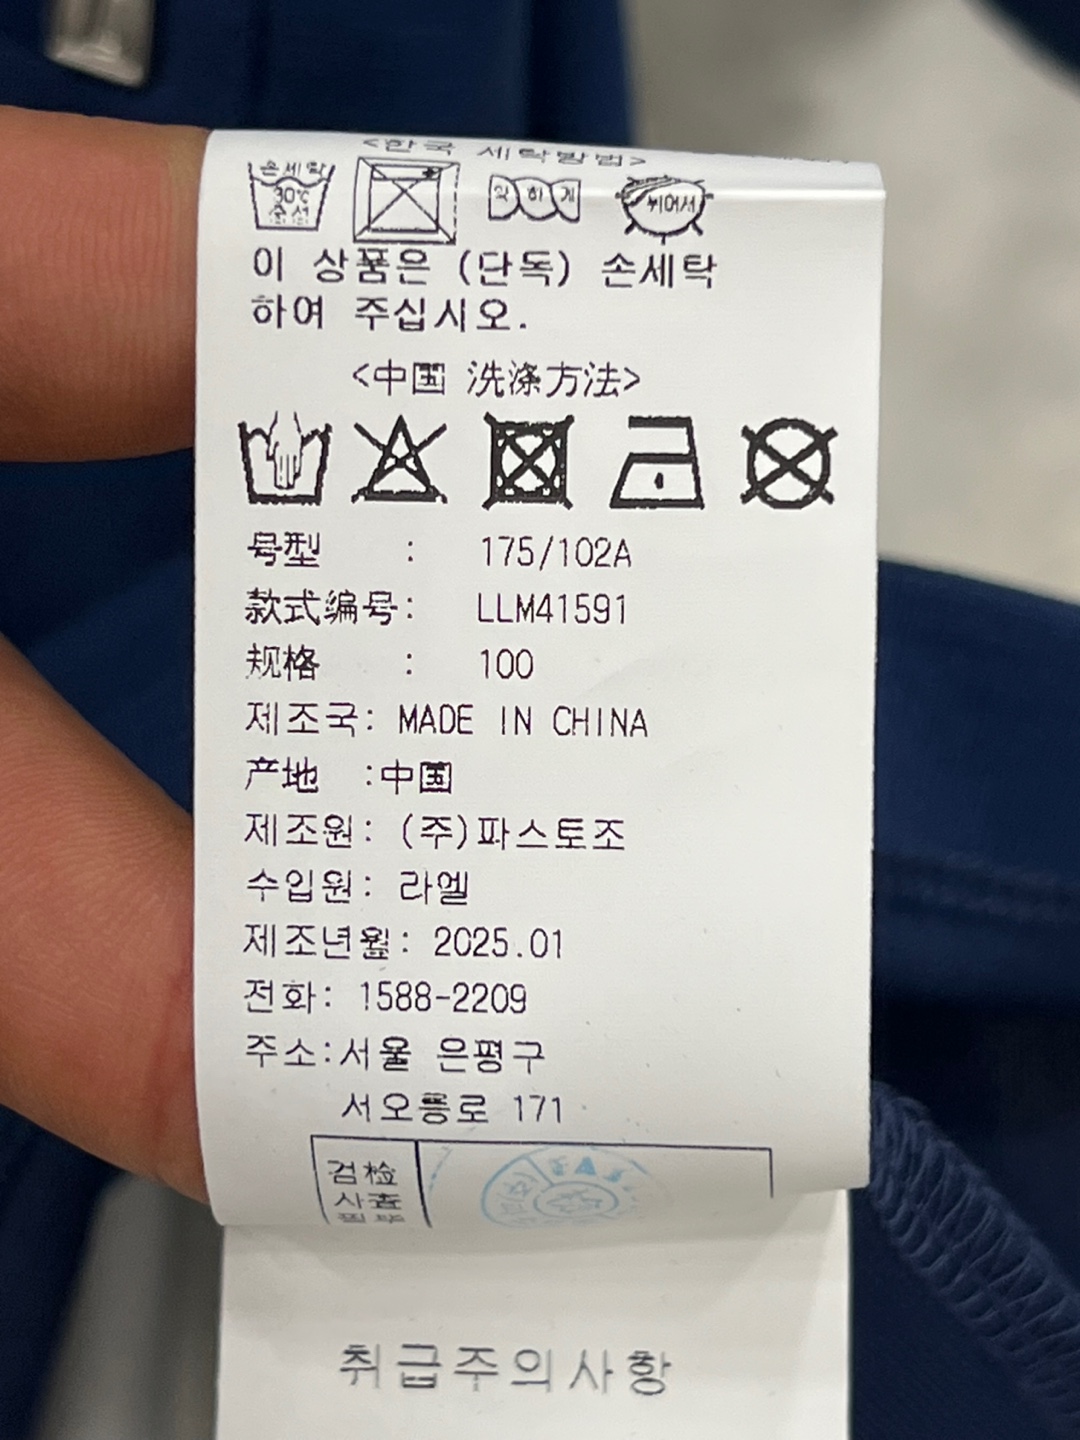 <한국 세탁방법>
손세탁 30℃ 중성 약하게 뉘어서
이 상품은 (단독) 손세탁
하여 주십시오.
<中国 洗涤方法>
号型 : 175/102A
款式编号: LLM41591
规格 : 100
제조국: MADE IN CHINA
产地 :中国
제조원: (주)파스토조
수입원: 라엘
제조년월: 2025.01
전화: 1588-2209
주소:서울 은평구
서오릉로 171
검 检
사 査
취급주의사항